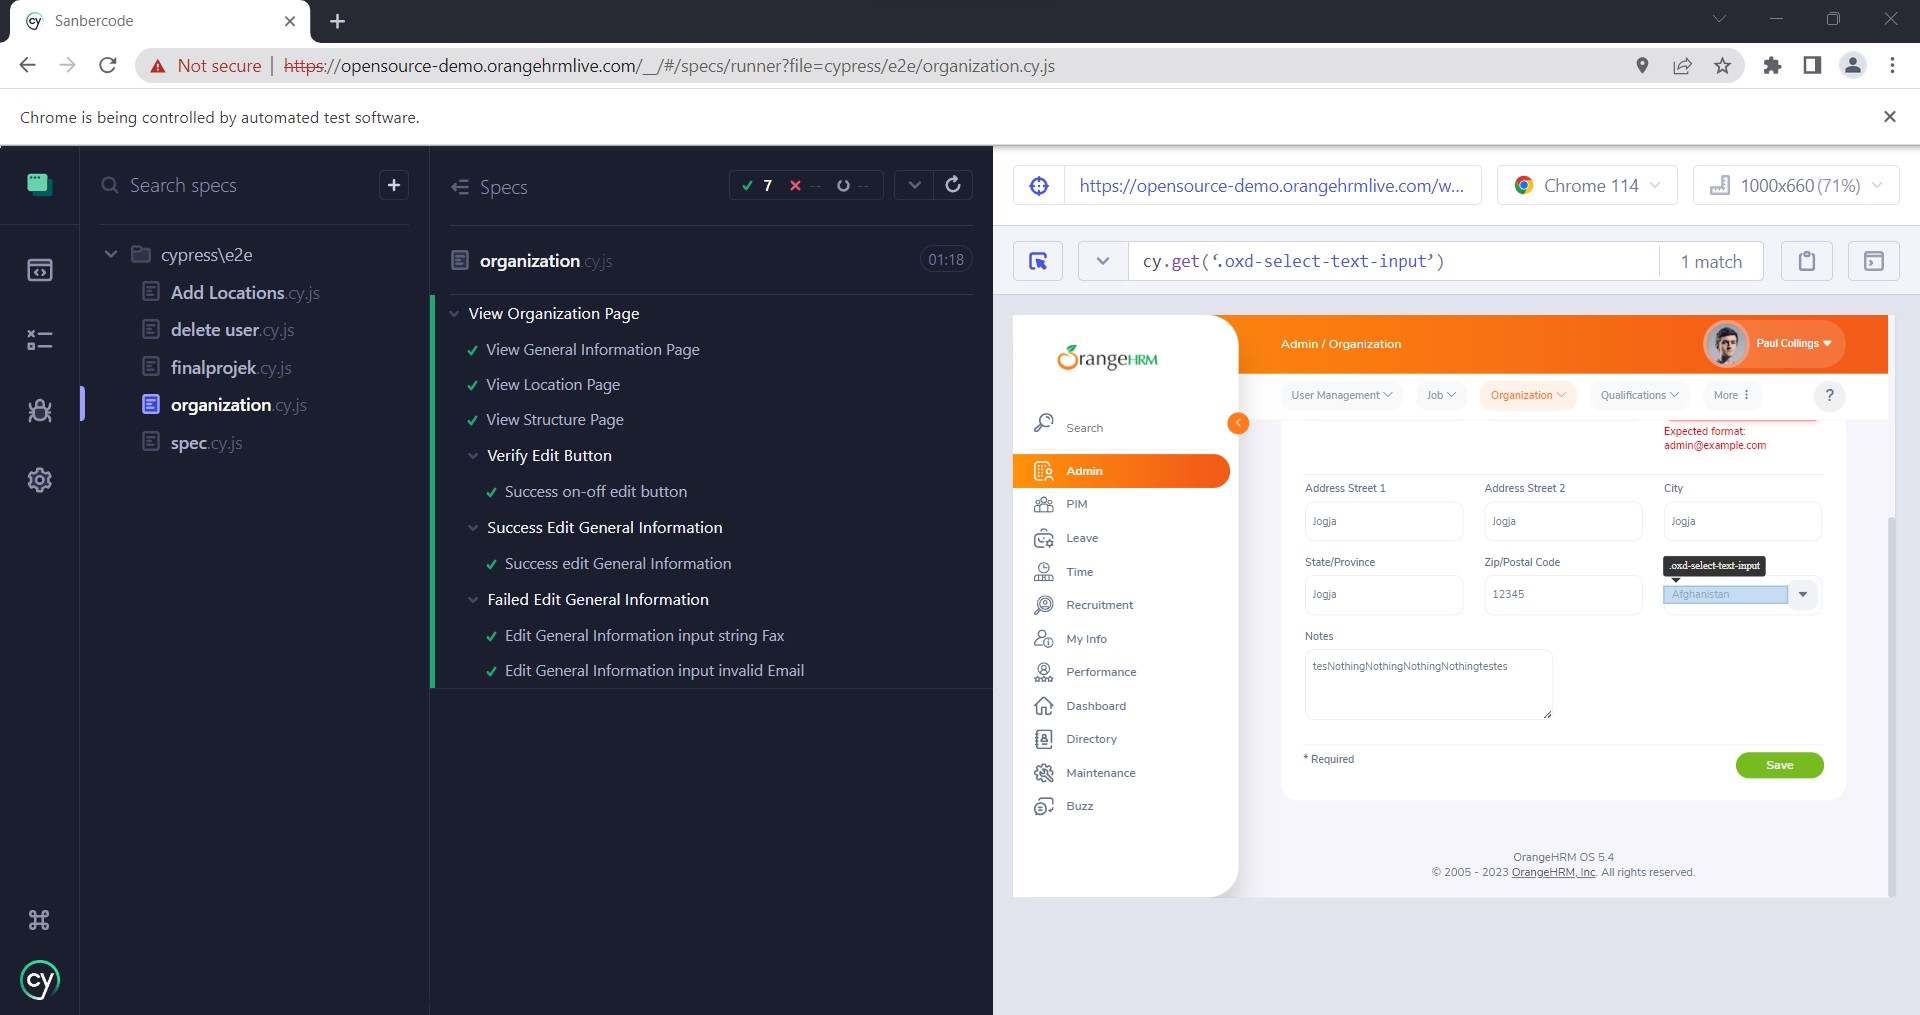 Sanbercode
Not secure https://opensource-demo.orangehrmlive.com/__/#/specs/runner?file=cypress/e2e/organization.cy.js
Chrome is being controlled by automated test software.
Search specs
cypress\e2e
Add Locations.cy.js
delete user.cy.js
finalprojek.cy.js
organization.cy.js
spec.cy.js
cy
Specs
7 -- --
organization.cy.js 01:18
View Organization Page
View General Information Page
View Location Page
View Structure Page
Verify Edit Button
Success on-off edit button
Success Edit General Information
Success edit General Information
Failed Edit General Information
Edit General Information input string Fax
Edit General Information input invalid Email
https://opensource-demo.orangehrmlive.com/w...
Chrome 114
1000x660 (71%)
cy.get(‘.oxd-select-text-input’)
1 match
OrangeHRM
Search
Admin
PIM
Leave
Time
Recruitment
My Info
Performance
Dashboard
Directory
Maintenance
Buzz
Admin / Organization
Paul Collings
User Management Job Organization Qualifications More ?
Expected format:
admin@example.com
Address Street 1 Address Street 2 City
Jogja Jogja Jogja
State/Province Zip/Postal Code .oxd-select-text-input
Jogja 12345 Afghanistan
Notes
tesNothingNothingNothingNothingtestes
* Required
Save
OrangeHRM OS 5.4
© 2005 - 2023 OrangeHRM, Inc. All rights reserved.